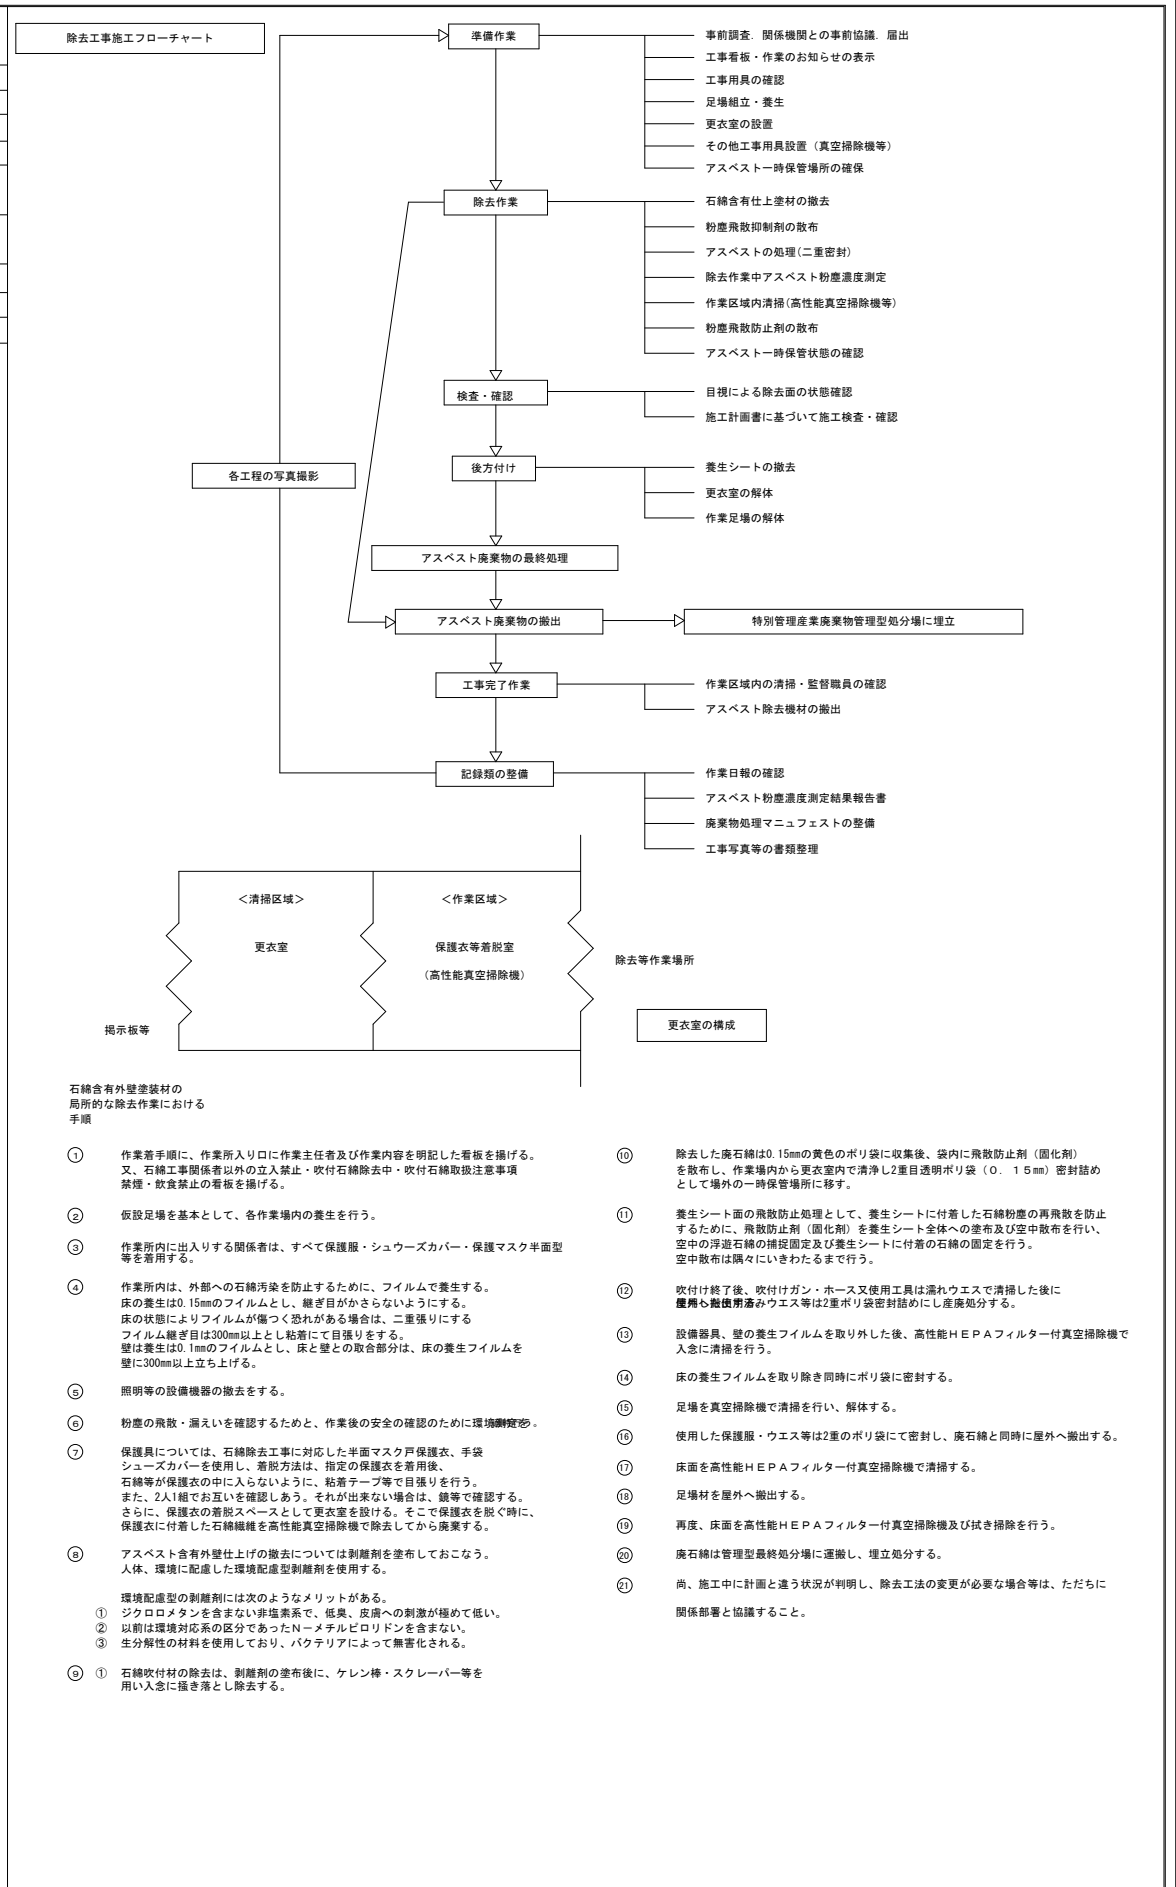 除去工事施工フローチャート
準備作業
事前調査．関係機関との事前協議．届出
工事看板・作業のお知らせの表示
工事用具の確認
足場組立・養生
更衣室の設置
その他工事用具設置（真空掃除機等）
アスベスト一時保管場所の確保
除去作業
石綿含有仕上塗材の撤去
粉塵飛散抑制剤の散布
アスベストの処理(二重密封)
除去作業中アスベスト粉塵濃度測定
作業区域内清掃(高性能真空掃除機等)
粉塵飛散防止剤の散布
アスベスト一時保管状態の確認
検査・確認
目視による除去面の状態確認
施工計画書に基づいて施工検査・確認
各工程の写真撮影
後方付け
養生シートの撤去
更衣室の解体
作業足場の解体
アスベスト廃棄物の最終処理
アスベスト廃棄物の搬出
特別管理産業廃棄物管理型処分場に埋立
工事完了作業
作業区域内の清掃・監督職員の確認
アスベスト除去機材の搬出
記録類の整備
作業日報の確認
アスベスト粉塵濃度測定結果報告書
廃棄物処理マニュフェストの整備
工事写真等の書類整理
＜清掃区域＞
＜作業区域＞
更衣室
保護衣等着脱室
（高性能真空掃除機）
除去等作業場所
掲示板等
更衣室の構成
石綿含有外壁塗装材の
局所的な除去作業における
手順
① 作業着手順に、作業所入り口に作業主任者及び作業内容を明記した看板を揚げる。
又、石綿工事関係者以外の立入禁止・吹付石綿除去中・吹付石綿取扱注意事項
禁煙・飲食禁止の看板を揚げる。
② 仮設足場を基本として、各作業場内の養生を行う。
③ 作業所内に出入りする関係者は、すべて保護服・シュウーズカバー・保護マスク半面型
等を着用する。
④ 作業所内は、外部への石綿汚染を防止するために、フイルムで養生する。
床の養生は0.15㎜のフイルムとし、継ぎ目がかさらないようにする。
床の状態によりフイルムが傷つく恐れがある場合は、二重張りにする
フイルム継ぎ目は300㎜以上とし粘着にて目張りをする。
壁は養生は0.1㎜のフイルムとし、床と壁との取合部分は、床の養生フイルムを
壁に300㎜以上立ち上げる。
⑤ 照明等の設備機器の撤去をする。
⑥ 粉塵の飛散・漏えいを確認するためと、作業後の安全の確認のために環境
⑦ 保護具については、石綿除去工事に対応した半面マスク戸保護衣、手袋
シューズカバーを使用し、着脱方法は、指定の保護衣を着用後、
石綿等が保護衣の中に入らないように、粘着テープ等で目張りを行う。
また、2人1組でお互いを確認しあう。それが出来ない場合は、鏡等で確認する。
さらに、保護衣の着脱スペースとして更衣室を設ける。そこで保護衣を脱ぐ時に、
保護衣に付着した石綿繊維を高性能真空掃除機で除去してから廃棄する。
⑧ アスベスト含有外壁仕上げの撤去については剥離剤を塗布しておこなう。
人体、環境に配慮した環境配慮型剥離剤を使用する。
環境配慮型の剥離剤には次のようなメリットがある。
① ジクロロメタンを含まない非塩素系で、低臭、皮膚への刺激が極めて低い。
② 以前は環境対応系の区分であったＮ－メチルピロリドンを含まない。
③ 生分解性の材料を使用しており、バクテリアによって無害化される。
⑨ ① 石綿吹付材の除去は、剥離剤の塗布後に、ケレン棒・スクレーパー等を
用い入念に掻き落とし除去する。
⑩ 除去した廃石綿は0.15㎜の黄色のポリ袋に収集後、袋内に飛散防止剤（固化剤）
を散布し、作業場内から更衣室内で清浄し2重目透明ポリ袋（０．１５㎜）密封詰め
として場外の一時保管場所に移す。
⑪ 養生シート面の飛散防止処理として、養生シートに付着した石綿粉塵の再飛散を防止
するために、飛散防止剤（固化剤）を養生シート全体への塗布及び空中散布を行い、
空中の浮遊石綿の捕捉固定及び養生シートに付着の石綿の固定を行う。
空中散布は隅々にいきわたるまで行う。
⑫ 吹付け終了後、吹付けガン・ホース又使用工具は濡れウエスで清掃した後に
みウエス等は2重ポリ袋密封詰めにし産廃処分する。
⑬ 設備器具、壁の養生フイルムを取り外した後、高性能ＨＥＰＡフィルター付真空掃除機で
入念に清掃を行う。
⑭ 床の養生フイルムを取り除き同時にポリ袋に密封する。
⑮ 足場を真空掃除機で清掃を行い、解体する。
⑯ 使用した保護服・ウエス等は2重のポリ袋にて密封し、廃石綿と同時に屋外へ搬出する。
⑰ 床面を高性能ＨＥＰＡフィルター付真空掃除機で清掃する。
⑱ 足場材を屋外へ搬出する。
⑲ 再度、床面を高性能ＨＥＰＡフィルター付真空掃除機及び拭き掃除を行う。
⑳ 廃石綿は管理型最終処分場に運搬し、埋立処分する。
㉑ 尚、施工中に計画と違う状況が判明し、除去工法の変更が必要な場合等は、ただちに
関係部署と協議すること。